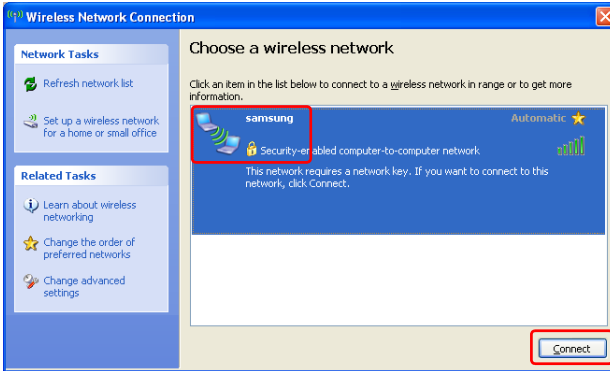 Wireless Network Connection
Network Tasks
Refresh network list
Set up a wireless network
for a home or small office
Related Tasks
Learn about wireless
networking
Change the order of
preferred networks
Change advanced
settings
Choose a wireless network
Click an item in the list below to connect to a wireless network in range or to get more
information.
samsung
Automatic
Security-enabled computer-to-computer network
This network requires a network key. If you want to connect to this
network, click Connect.
Connect